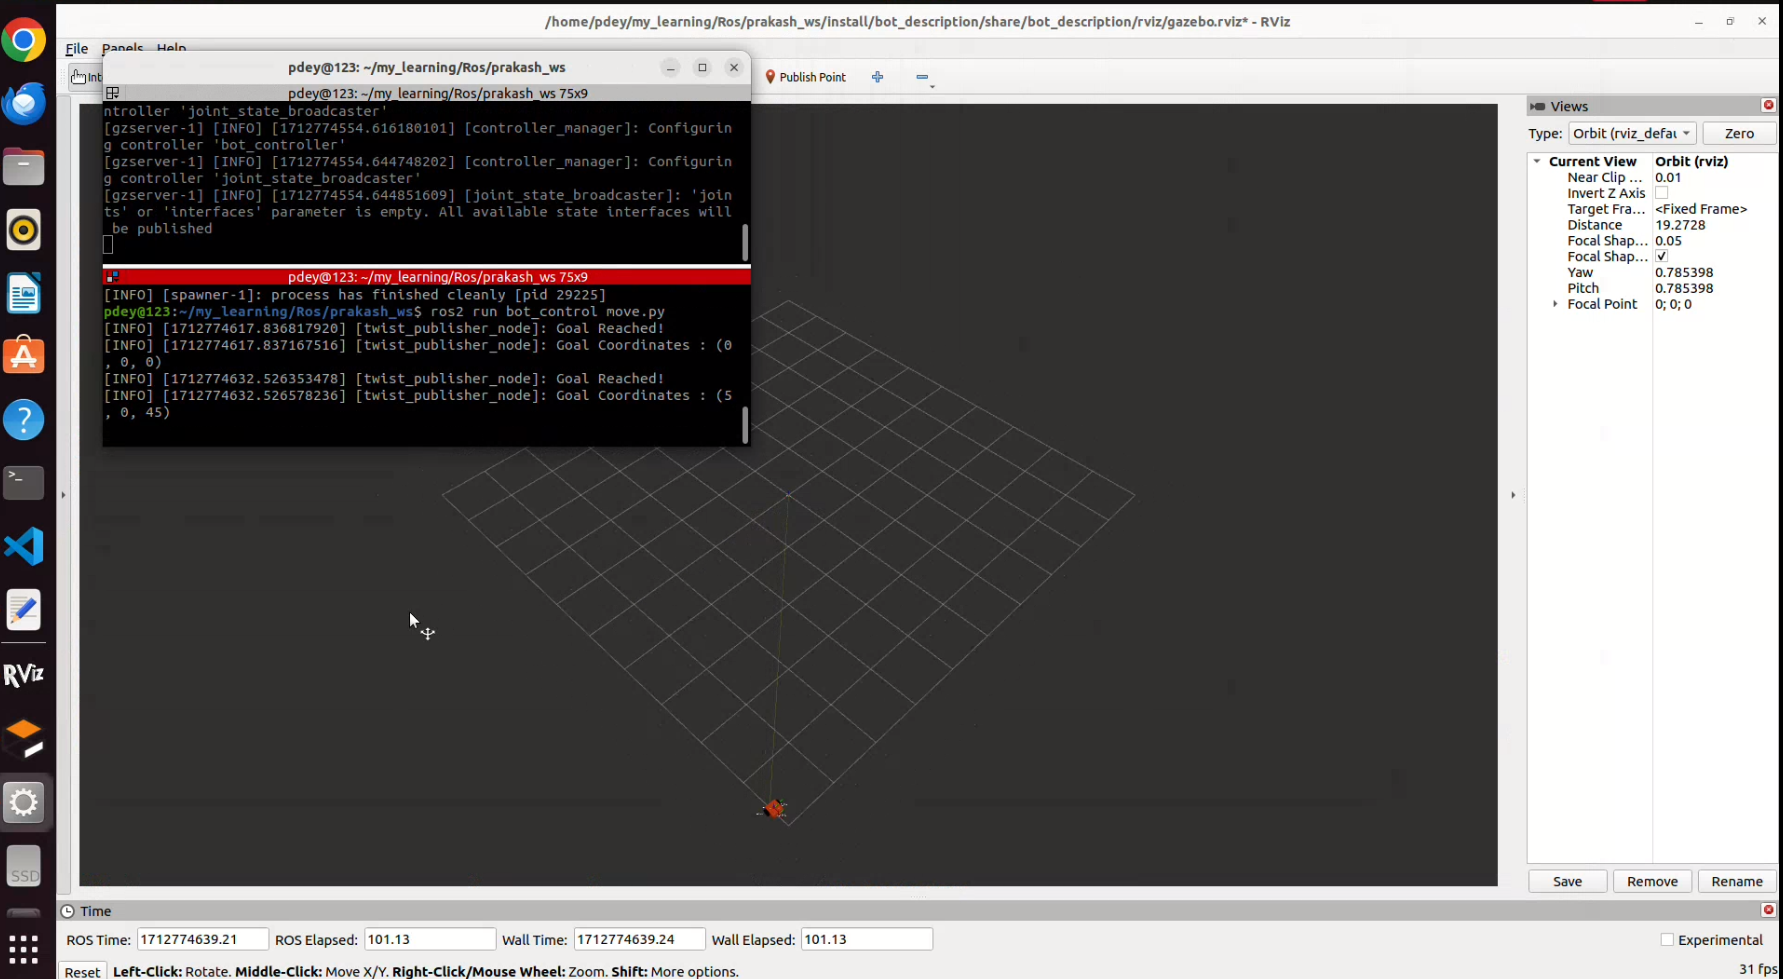 /home/pdey/my_learning/Ros/prakash_ws/install/bot_description/share/bot_description/rviz/gazebo.rviz* - RViz
File Panels Help
Int
pdey@123: ~/my_learning/Ros/prakash_ws
Publish Point
pdey@123: ~/my_learning/Ros/prakash_ws 75x9
ntroller 'joint_state_broadcaster'
[gzserver-1] [INFO] [1712774554.616180101] [controller_manager]: Configurin
g controller 'bot_controller'
[gzserver-1] [INFO] [1712774554.644748202] [controller_manager]: Configurin
g controller 'joint_state_broadcaster'
[gzserver-1] [INFO] [1712774554.644851609] [joint_state_broadcaster]: 'join
ts' or 'interfaces' parameter is empty. All available state interfaces will
be published
pdey@123: ~/my_learning/Ros/prakash_ws 75x9
[INFO] [spawner-1]: process has finished cleanly [pid 29225]
pdey@123:~/my_learning/Ros/prakash_ws$ ros2 run bot_control move.py
[INFO] [1712774617.836817920] [twist_publisher_node]: Goal Reached!
[INFO] [1712774617.837167516] [twist_publisher_node]: Goal Coordinates : (0
, 0, 0)
[INFO] [1712774632.526353478] [twist_publisher_node]: Goal Reached!
[INFO] [1712774632.526578236] [twist_publisher_node]: Goal Coordinates : (5
, 0, 45)
Views
Type: Orbit (rviz_defau Zero
Current View Orbit (rviz)
Near Clip ... 0.01
Invert Z Axis
Target Fra... <Fixed Frame>
Distance 19.2728
Focal Shap... 0.05
Focal Shap... ✓
Yaw 0.785398
Pitch 0.785398
Focal Point 0; 0; 0
Save Remove Rename
RViz
SSD
Time
ROS Time: 1712774639.21 ROS Elapsed: 101.13 Wall Time: 1712774639.24 Wall Elapsed: 101.13 Experimental
Reset Left-Click: Rotate. Middle-Click: Move X/Y. Right-Click/Mouse Wheel: Zoom. Shift: More options. 31 fps